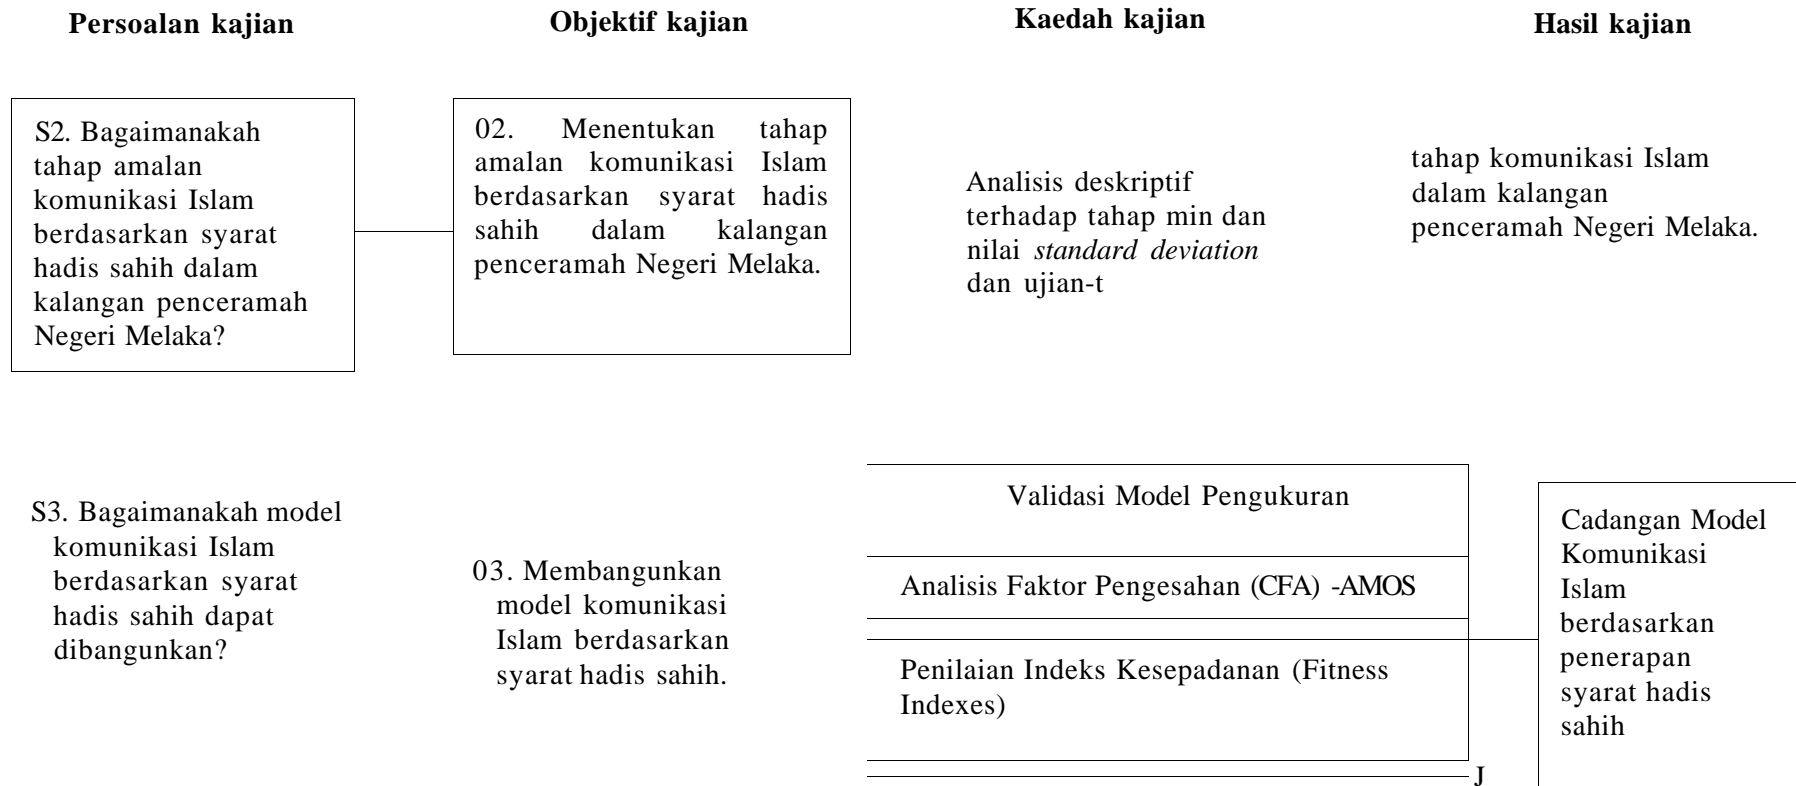 Persoalan kajian
Objektif kajian
Kaedah kajian
Hasil kajian
S2. Bagaimanakah
tahap amalan
komunikasi Islam
berdasarkan syarat
hadis sahih dalam
kalangan penceramah
Negeri Melaka?
02. Menentukan tahap
amalan komunikasi Islam
berdasarkan syarat hadis
sahih dalam kalangan
penceramah Negeri Melaka.
Analisis deskriptif
terhadap tahap min dan
nilai standard deviation
dan ujian-t
tahap komunikasi Islam
dalam kalangan
penceramah Negeri Melaka.
S3. Bagaimanakah model
komunikasi Islam
berdasarkan syarat
hadis sahih dapat
dibangunkan?
03. Membangunkan
model komunikasi
Islam berdasarkan
syarat hadis sahih.
Validasi Model Pengukuran
Analisis Faktor Pengesahan (CFA) -AMOS
Penilaian Indeks Kesepadanan (Fitness
Indexes)
J
Cadangan Model
Komunikasi
Islam
berdasarkan
penerapan
syarat hadis
sahih